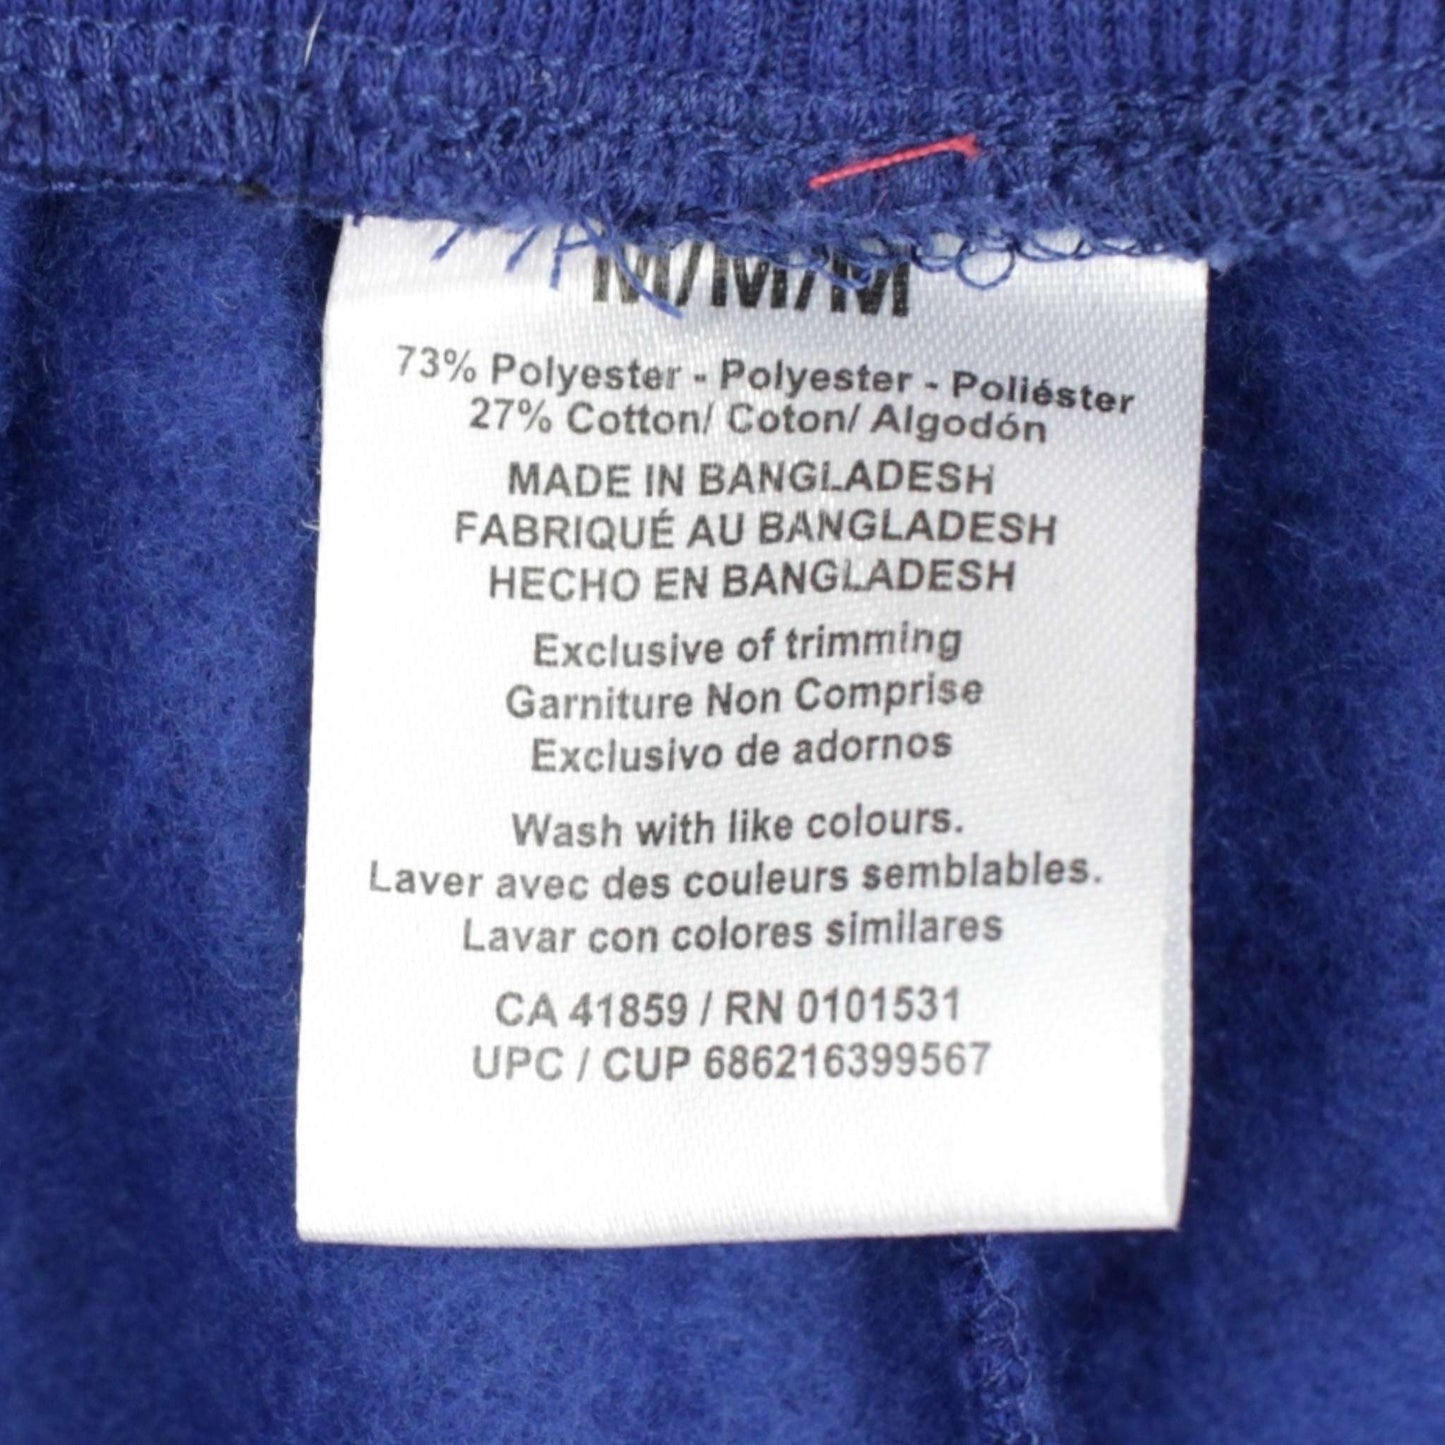 M/M/M
73% Polyester - Polyester - Poliéster
27% Cotton/ Coton/ Algodón
MADE IN BANGLADESH
FABRIQUÉ AU BANGLADESH
HECHO EN BANGLADESH
Exclusive of trimming
Garniture Non Comprise
Exclusivo de adornos
Wash with like colours.
Laver avec des couleurs semblables.
Lavar con colores similares
CA 41859 / RN 0101531
UPC / CUP 686216399567